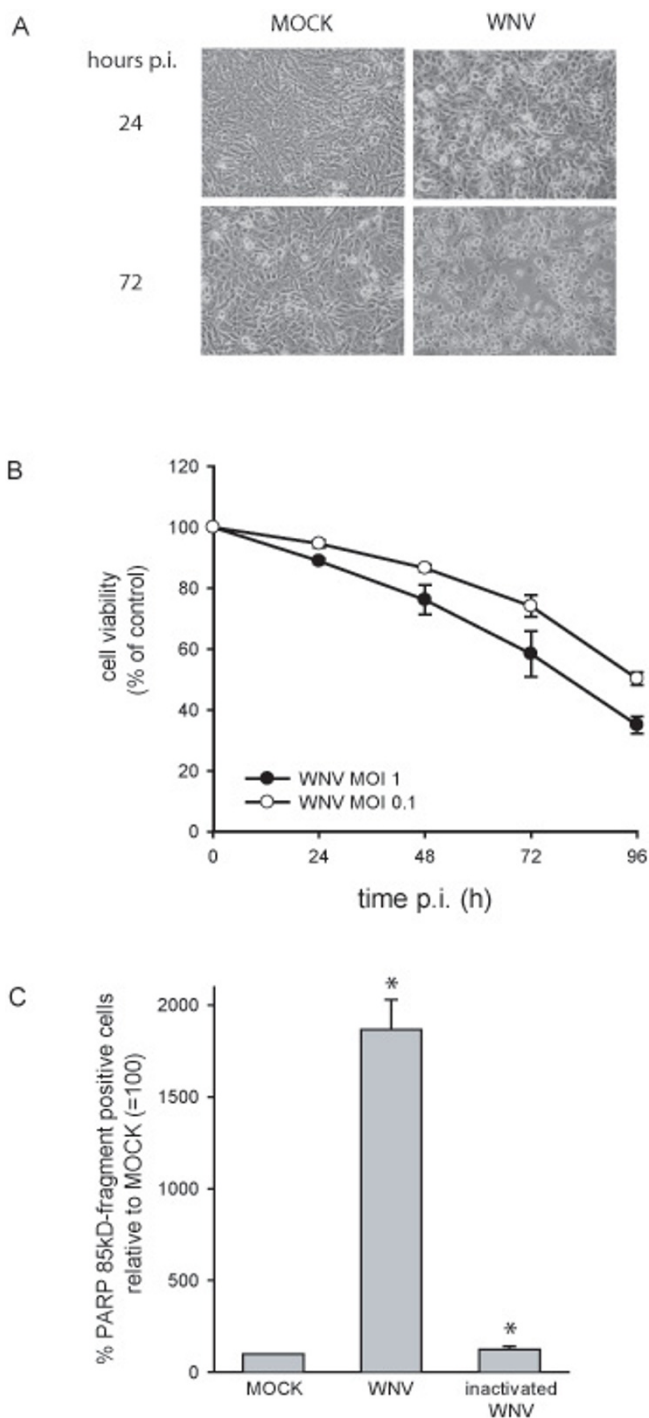 A
MOCK
WNV
hours p.i.
24
72
B
120
100
80
60
40
20
0
cell viability
(% of control)
WNV MOI 1
WNV MOI 0.1
0 24 48 72 96
time p.i. (h)
C
% PARP 85kD-fragment positive cells
relative to MOCK (=100)
2000
1500
1000
500
0
*
*
MOCK
WNV
inactivated
WNV